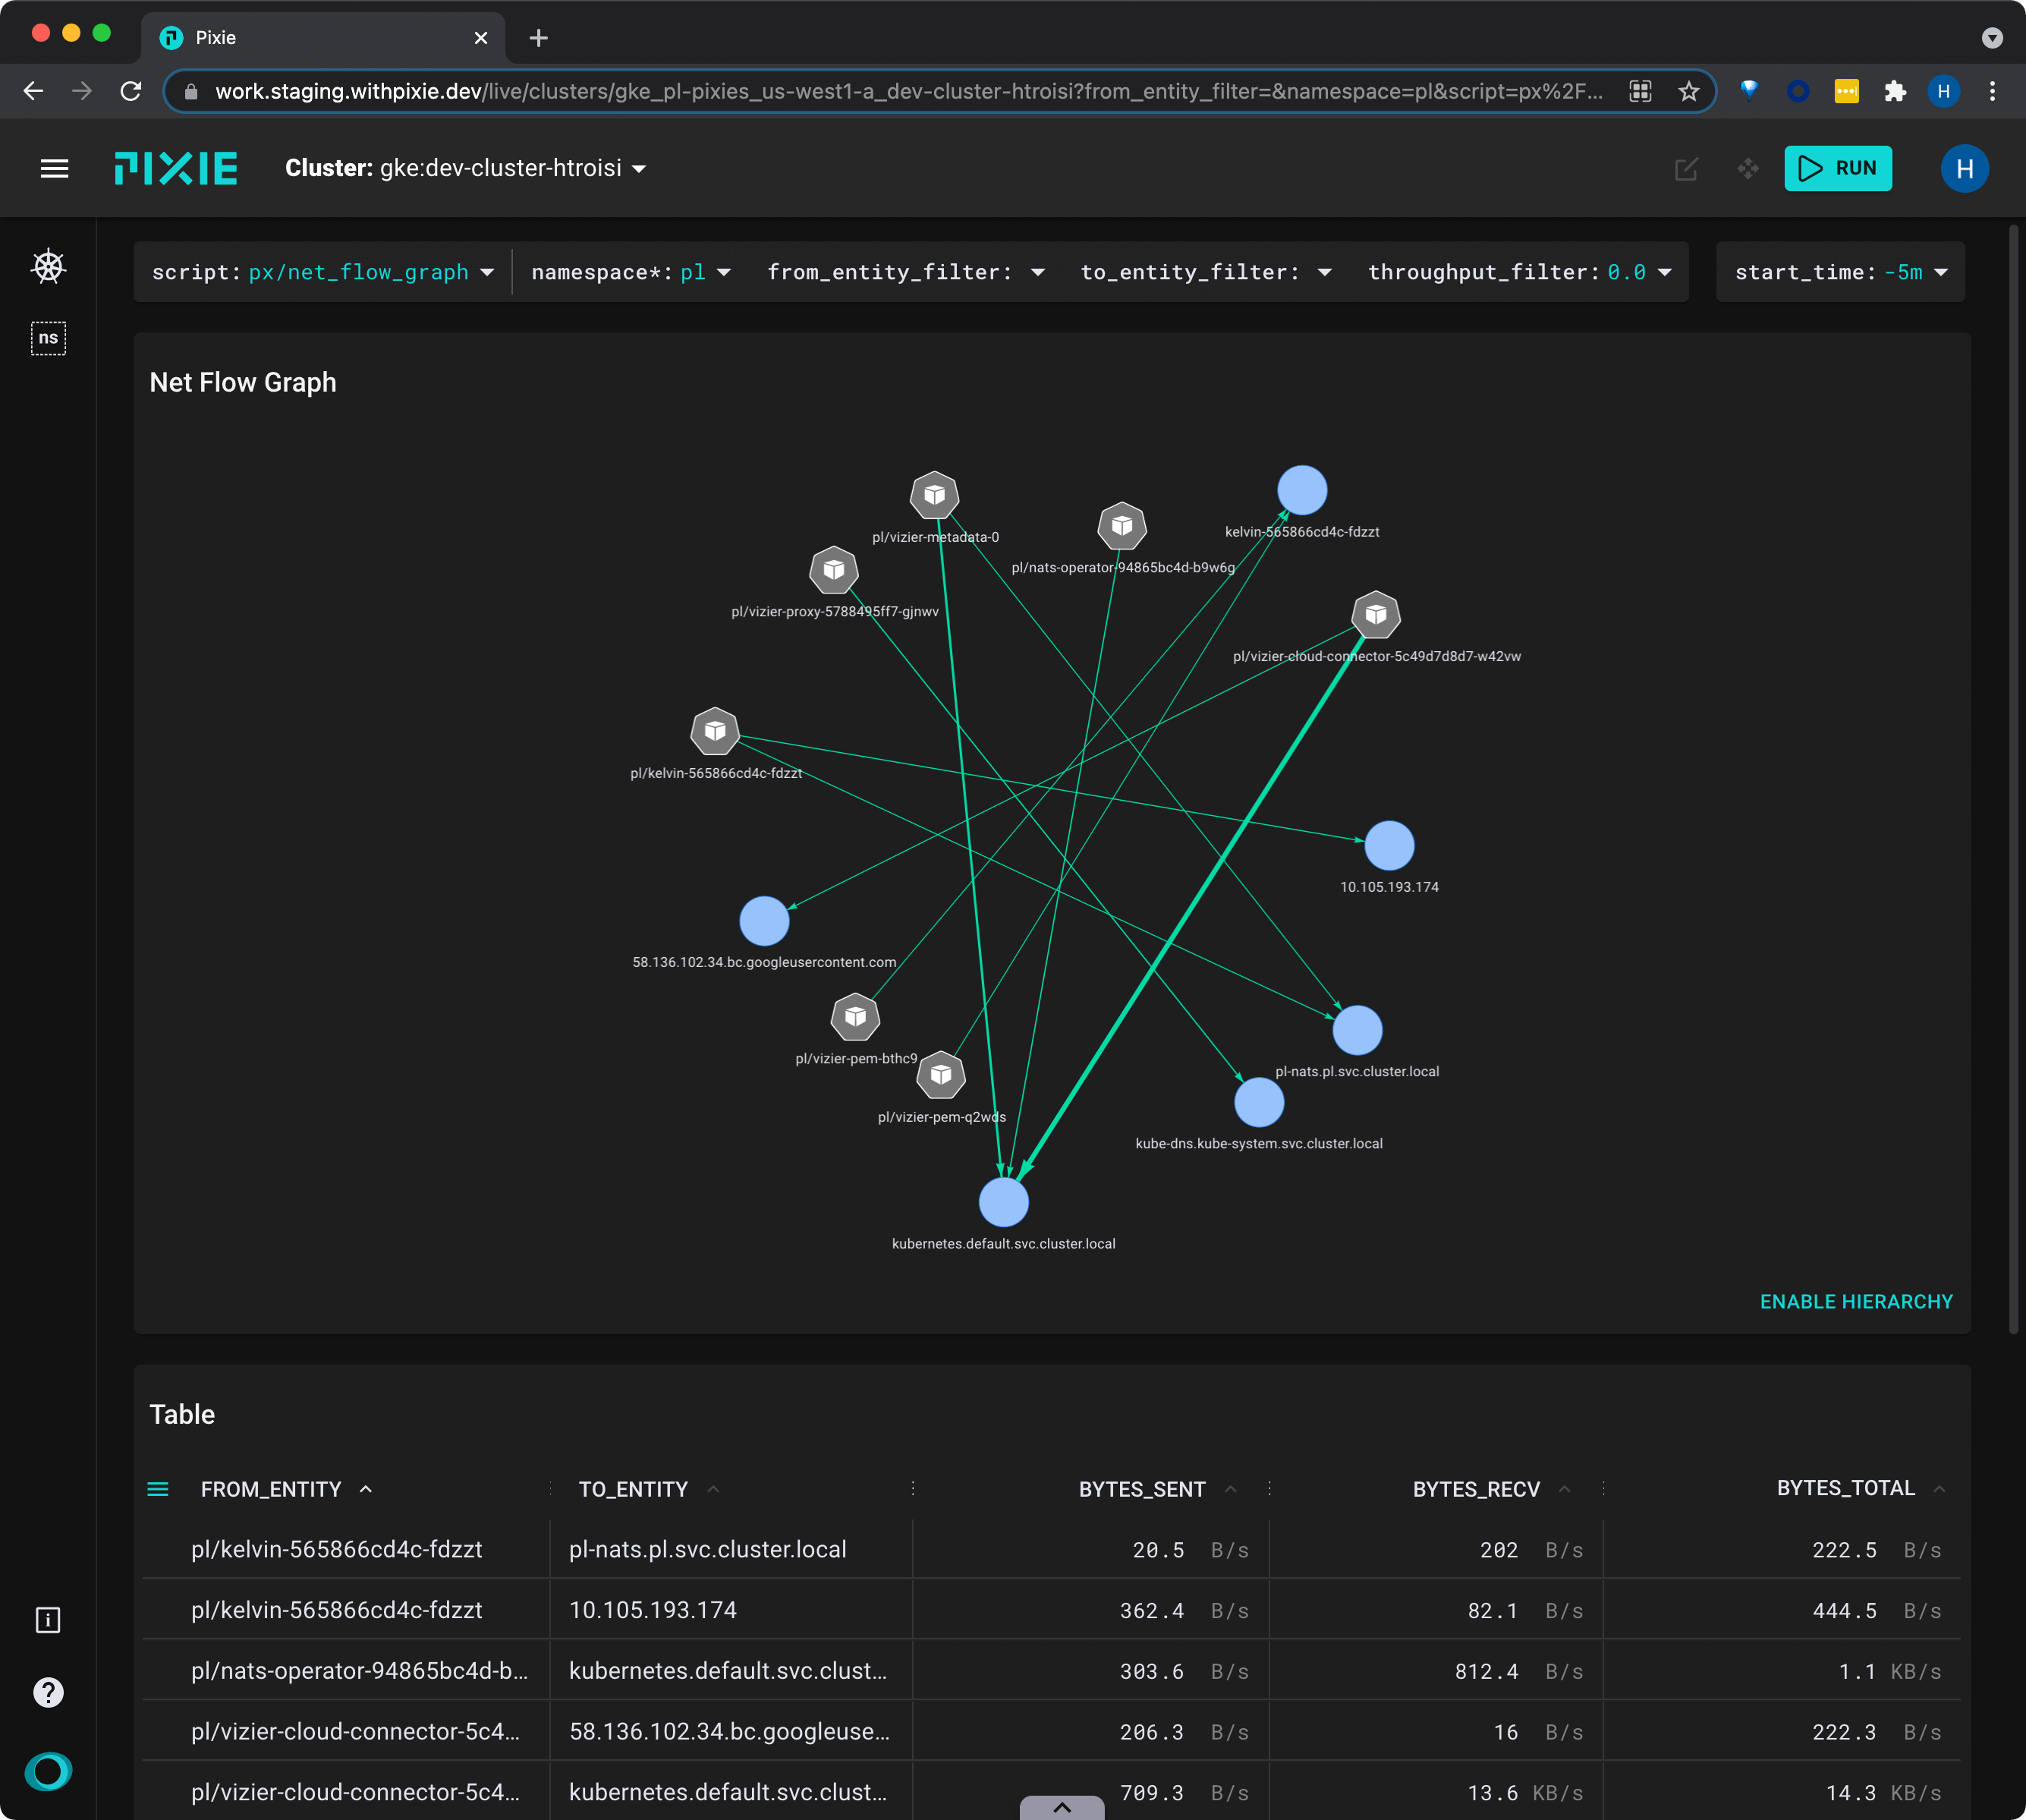 Pixie
work.staging.withpixie.dev/live/clusters/gke_pl-pixies_us-west1-a_dev-cluster-htroisi?from_entity_filter=&namespace=pl&script=px%2F...
H
PIXIE
Cluster: gke:dev-cluster-htroisi
RUN
H
script: px/net_flow_graph
namespace*: pl
from_entity_filter:
to_entity_filter:
throughput_filter: 0.0
start_time: -5m
ns
Net Flow Graph
kelvin-565866cd4c-fdzzt
pl/vizier-metadata-0
pl/nats-operator-94865bc4d-b9w6g
pl/vizier-proxy-5788495ff7-gjnwv
pl/vizier-cloud-connector-5c49d7d8d7-w42vw
pl/kelvin-565866cd4c-fdzzt
10.105.193.174
58.136.102.34.bc.googleusercontent.com
pl/vizier-pem-bthc9
pl-nats.pl.svc.cluster.local
pl/vizier-pem-q2wds
kube-dns.kube-system.svc.cluster.local
kubernetes.default.svc.cluster.local
ENABLE HIERARCHY
Table
FROM_ENTITY TO_ENTITY BYTES_SENT BYTES_RECV BYTES_TOTAL
pl/kelvin-565866cd4c-fdzzt pl-nats.pl.svc.cluster.local 20.5 B/s 202 B/s 222.5 B/s
pl/kelvin-565866cd4c-fdzzt 10.105.193.174 362.4 B/s 82.1 B/s 444.5 B/s
pl/nats-operator-94865bc4d-b... kubernetes.default.svc.clust... 303.6 B/s 812.4 B/s 1.1 KB/s
pl/vizier-cloud-connector-5c4... 58.136.102.34.bc.googleuse... 206.3 B/s 16 B/s 222.3 B/s
pl/vizier-cloud-connector-5c4... kubernetes.default.svc.clust... 709.3 B/s 13.6 KB/s 14.3 KB/s